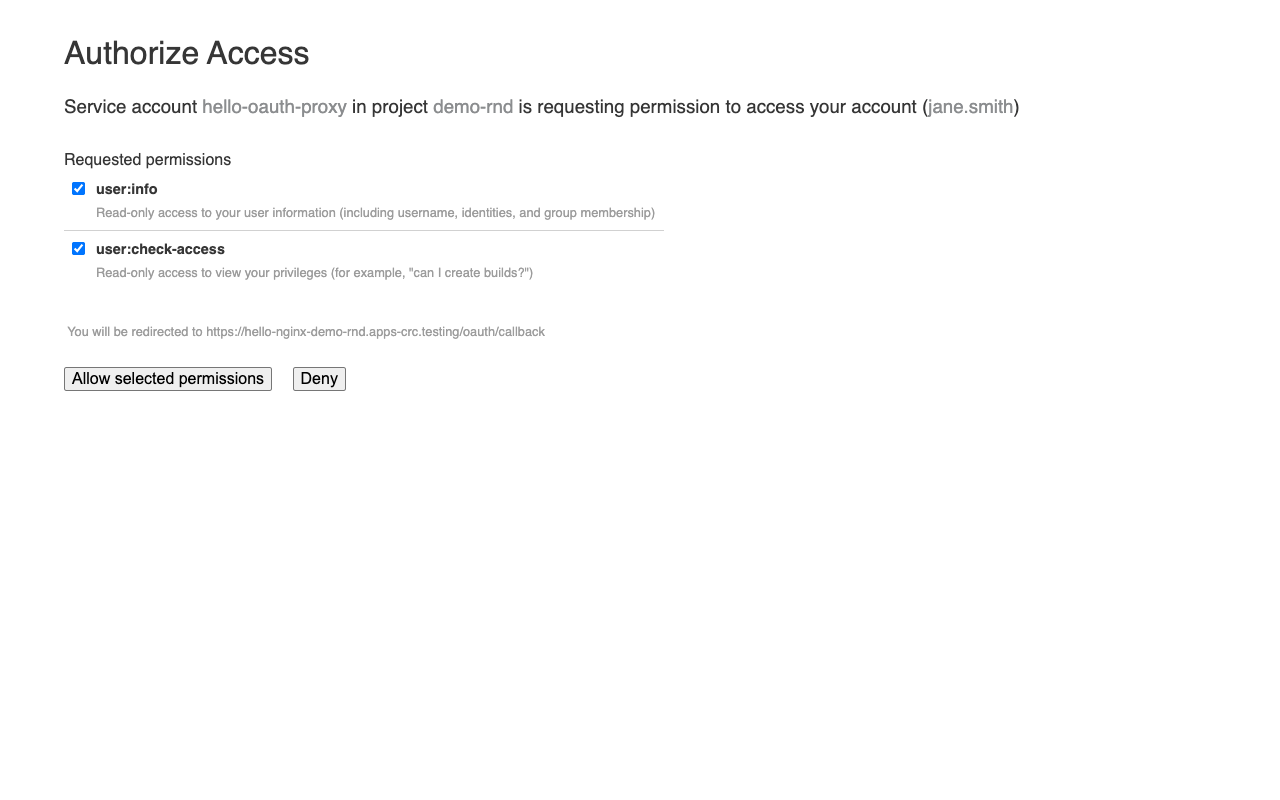 Authorize Access
Service account hello-oauth-proxy in project demo-rnd is requesting permission to access your account (jane.smith)
Requested permissions
user:info
Read-only access to your user information (including username, identities, and group membership)
user:check-access
Read-only access to view your privileges (for example, "can I create builds?")
You will be redirected to https://hello-nginx-demo-rnd.apps-crc.testing/oauth/callback
Allow selected permissions Deny